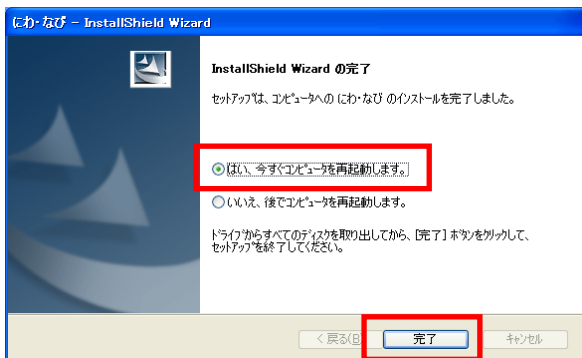 にわ・なび - InstallShield Wizard
InstallShield Wizard の完了
セットアップは、コンピュータへの にわ・なび のインストールを完了しました。
はい、今すぐコンピュータを再起動します。
いいえ、後でコンピュータを再起動します。
ドライブからすべてのディスクを取り出してから、[完了] ボタンをクリックして、
セットアップを終了してください。
< 戻る(B) 完了 キャンセル